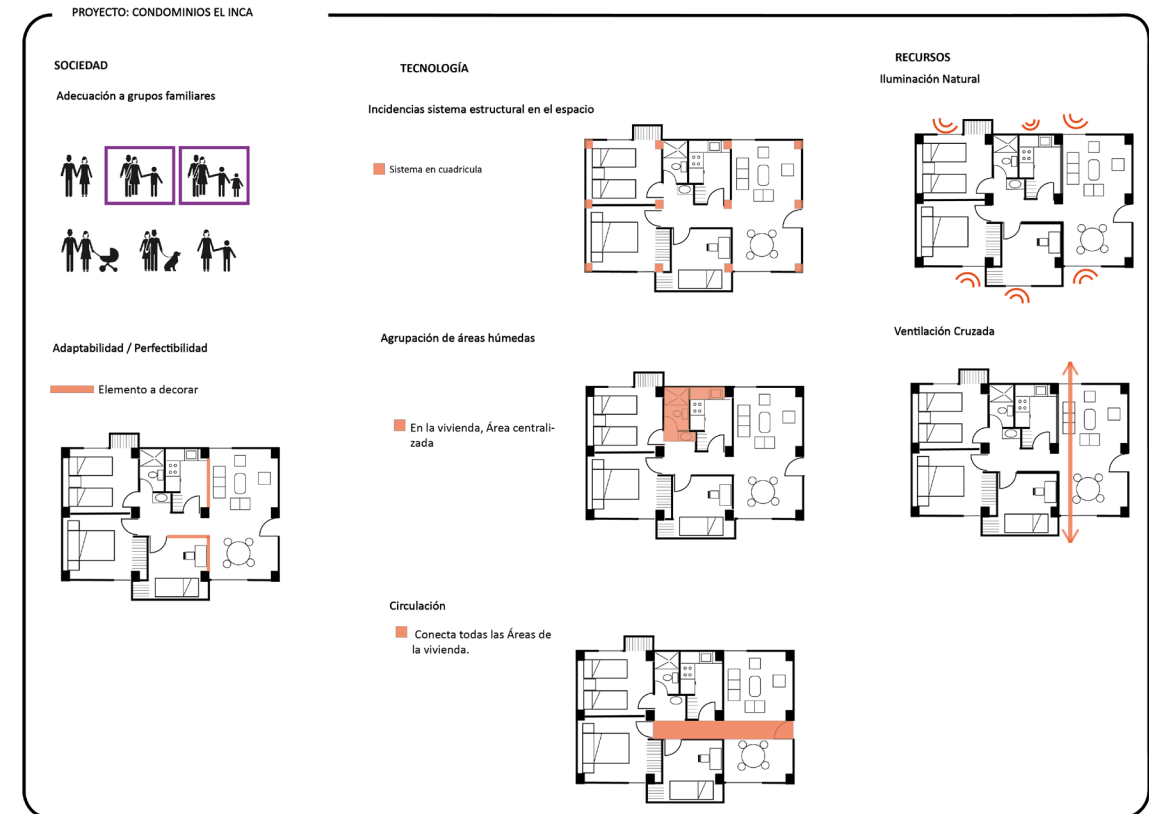 PROYECTO: CONDOMINIOS EL INCA
SOCIEDAD
Adecuación a grupos familiares
Adaptabilidad / Perfectibilidad
Elemento a decorar
TECNOLOGÍA
Incidencias sistema estructural en el espacio
Sistema en cuadricula
Agrupación de áreas húmedas
En la vivienda, Área centrali-
zada
Circulación
Conecta todas las Áreas de
la vivienda.
RECURSOS
Iluminación Natural
Ventilación Cruzada